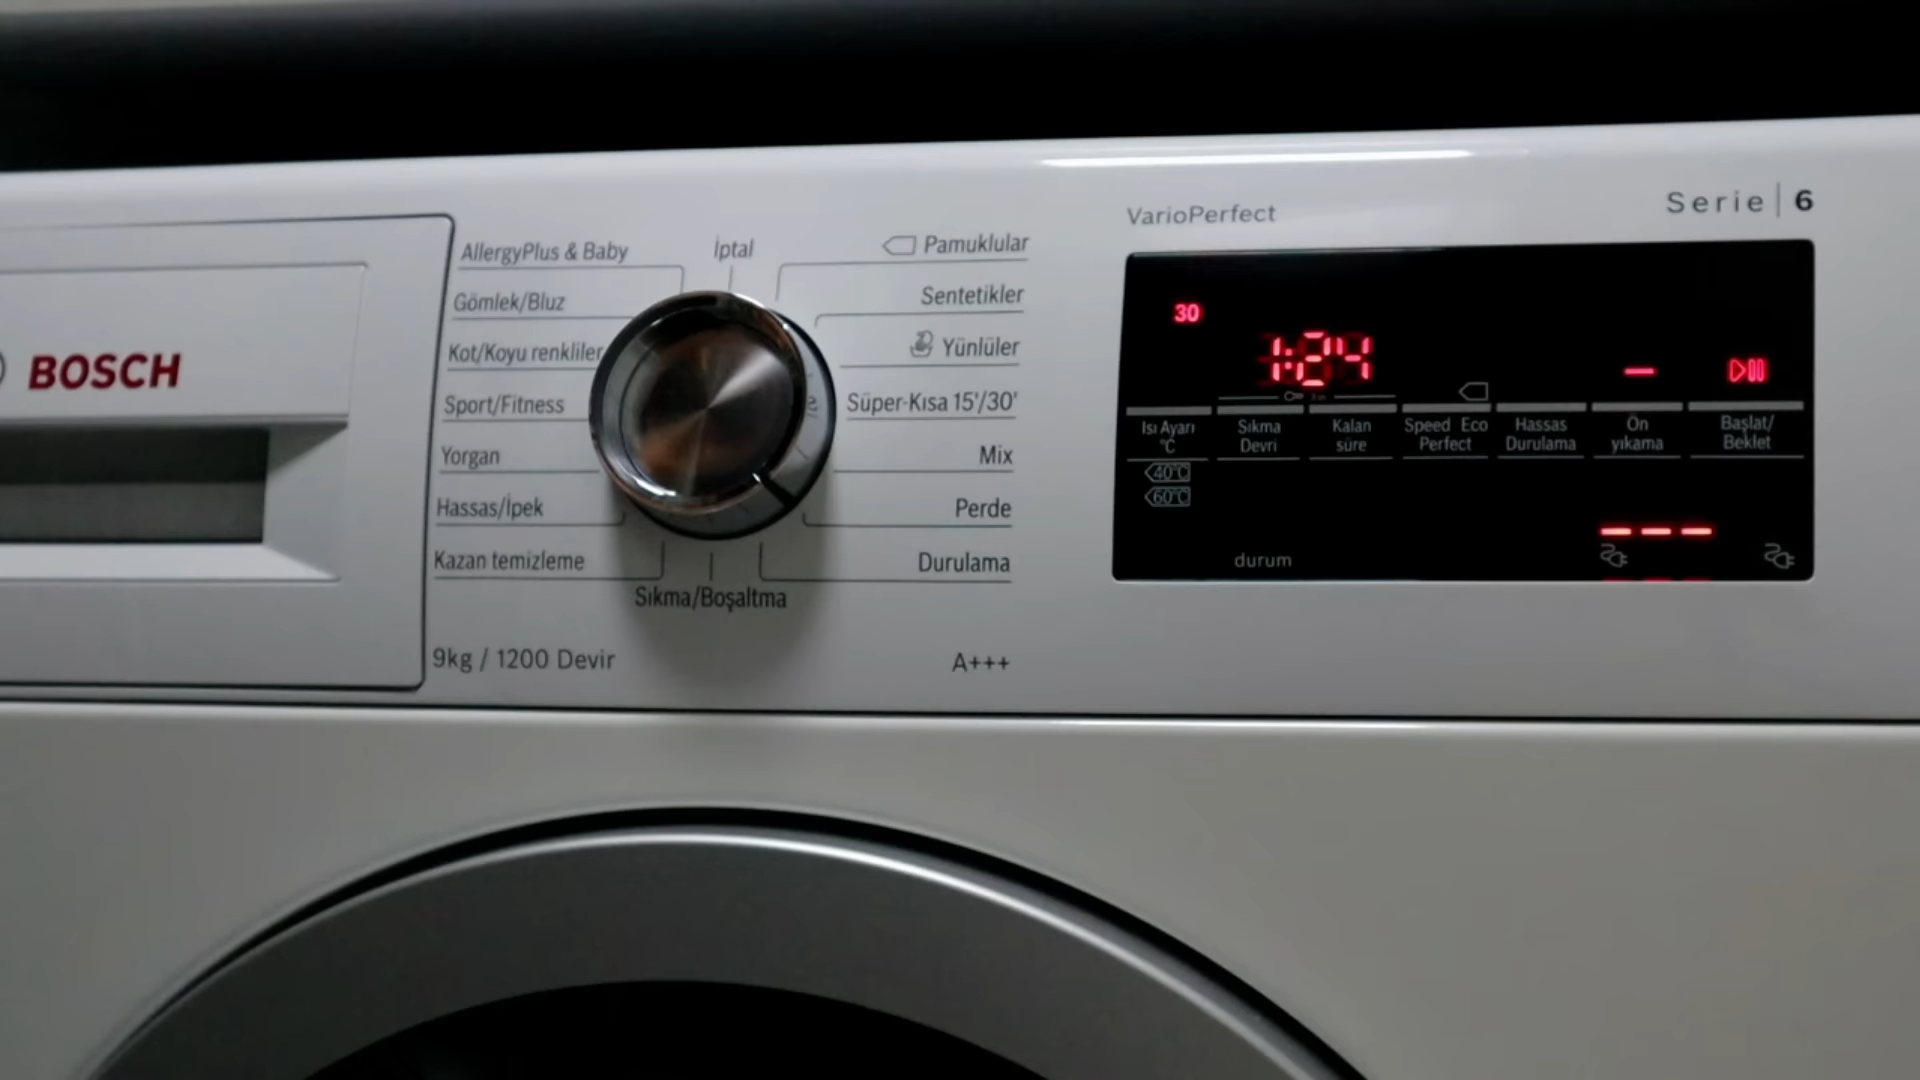 BOSCH
AllergyPlus & Baby
Gömlek/Bluz
Kot/Koyu renkliler
Sport/Fitness
Yorgan
Hassas/İpek
Kazan temizleme
İptal
Sıkma/Boşaltma
Pamuklular
Sentetikler
Yünlüler
Süper-Kısa 15'/30'
Mix
Perde
Durulama
9kg / 1200 Devir
A+++
VarioPerfect
Serie | 6
30
1:24
Isı Ayarı
°C
Sıkma
Devri
Kalan
süre
Speed Eco
Perfect
Hassas
Durulama
Ön
yıkama
Başlat/
Beklet
40°C
60°C
durum